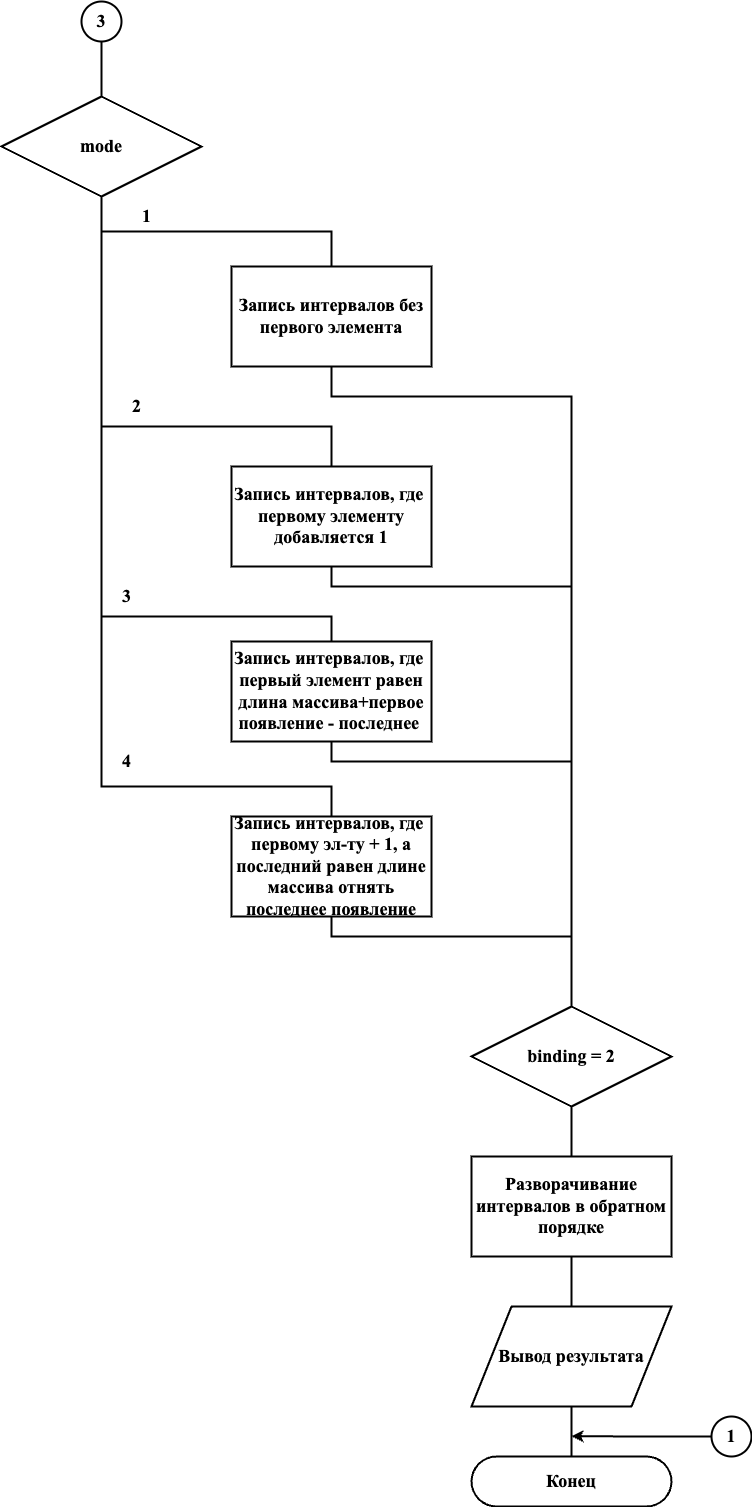 3
mode
1
Запись интервалов без
первого элемента
2
Запись интервалов, где
первому элементу
добавляется 1
3
Запись интервалов, где
первый элемент равен
длина массива+первое
появление - последнее
4
Запись интервалов, где
первому эл-ту + 1, а
последний равен длине
массива отнять
последнее появление
binding = 2
Разворачивание
интервалов в обратном
порядке
Вывод результата
1
Конец